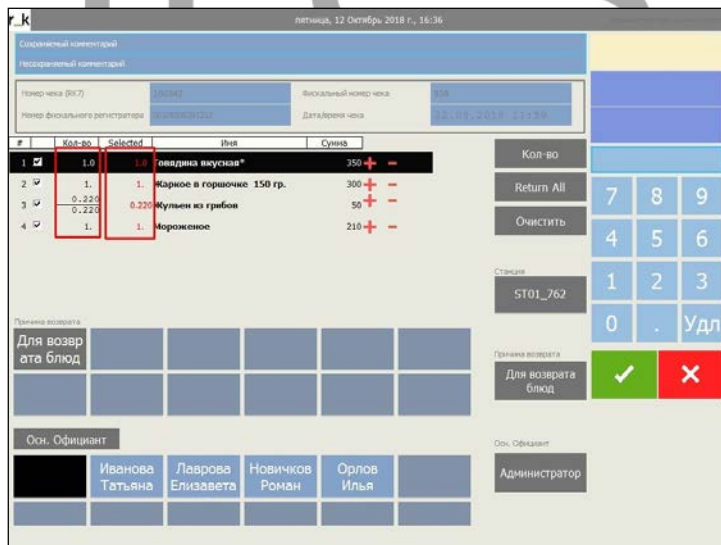 r_k
пятница, 12 Октябрь 2018 г., 16:36
Сохраняемый комментарий
Несохраняемый комментарий
Номер чека (RK7)
Фискальный номер чека
Номер фискального регистратора
Дата/время чека
# Кол-во Selected Имя Сумма
1 1.0 1.0 Говядина вкусная* 350 + -
2 1. 1. Жаркое в горшочке 150 гр. 300 + -
3 0.220 0.220 0.220 Жульен из грибов 50 + -
4 1. 1. Мороженое 210 + -
Кол-во
Return All
Очистить
Станция
ST01_762
Причина возврата
Для возврата блюд
Осн. Официант
Администратор
7 8 9
4 5 6
1 2 3
0 . Удл
Причина возврата
Для возвр
ата блюд
Осн. Официант
Иванова Лаврова Новичков Орлов
Татьяна Елизавета Роман Илья